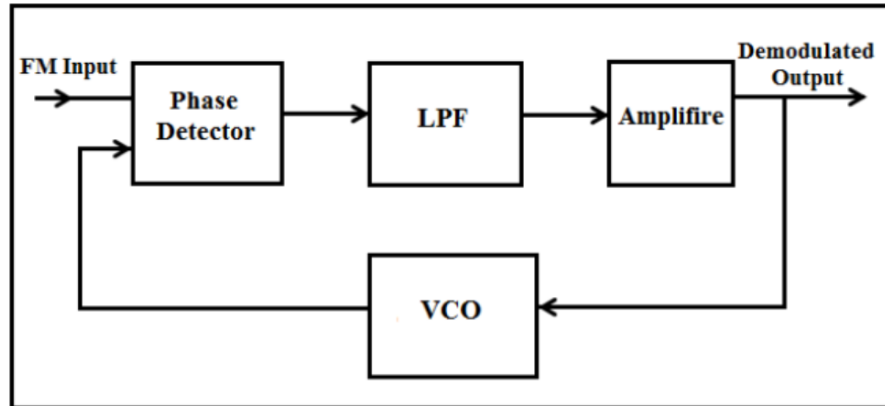 FM Input
Phase
Detector
LPF
Amplifire
Demodulated
Output
VCO